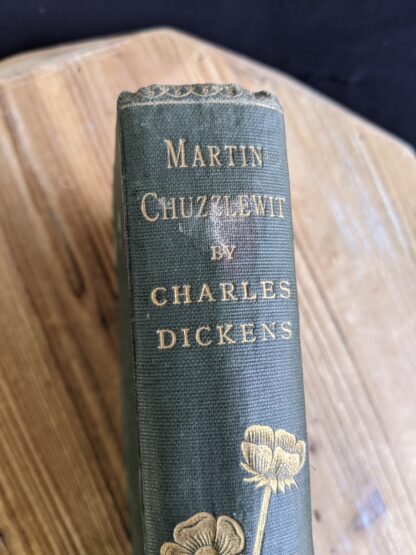 MARTIN
CHUZZLEWIT
BY
CHARLES
DICKENS